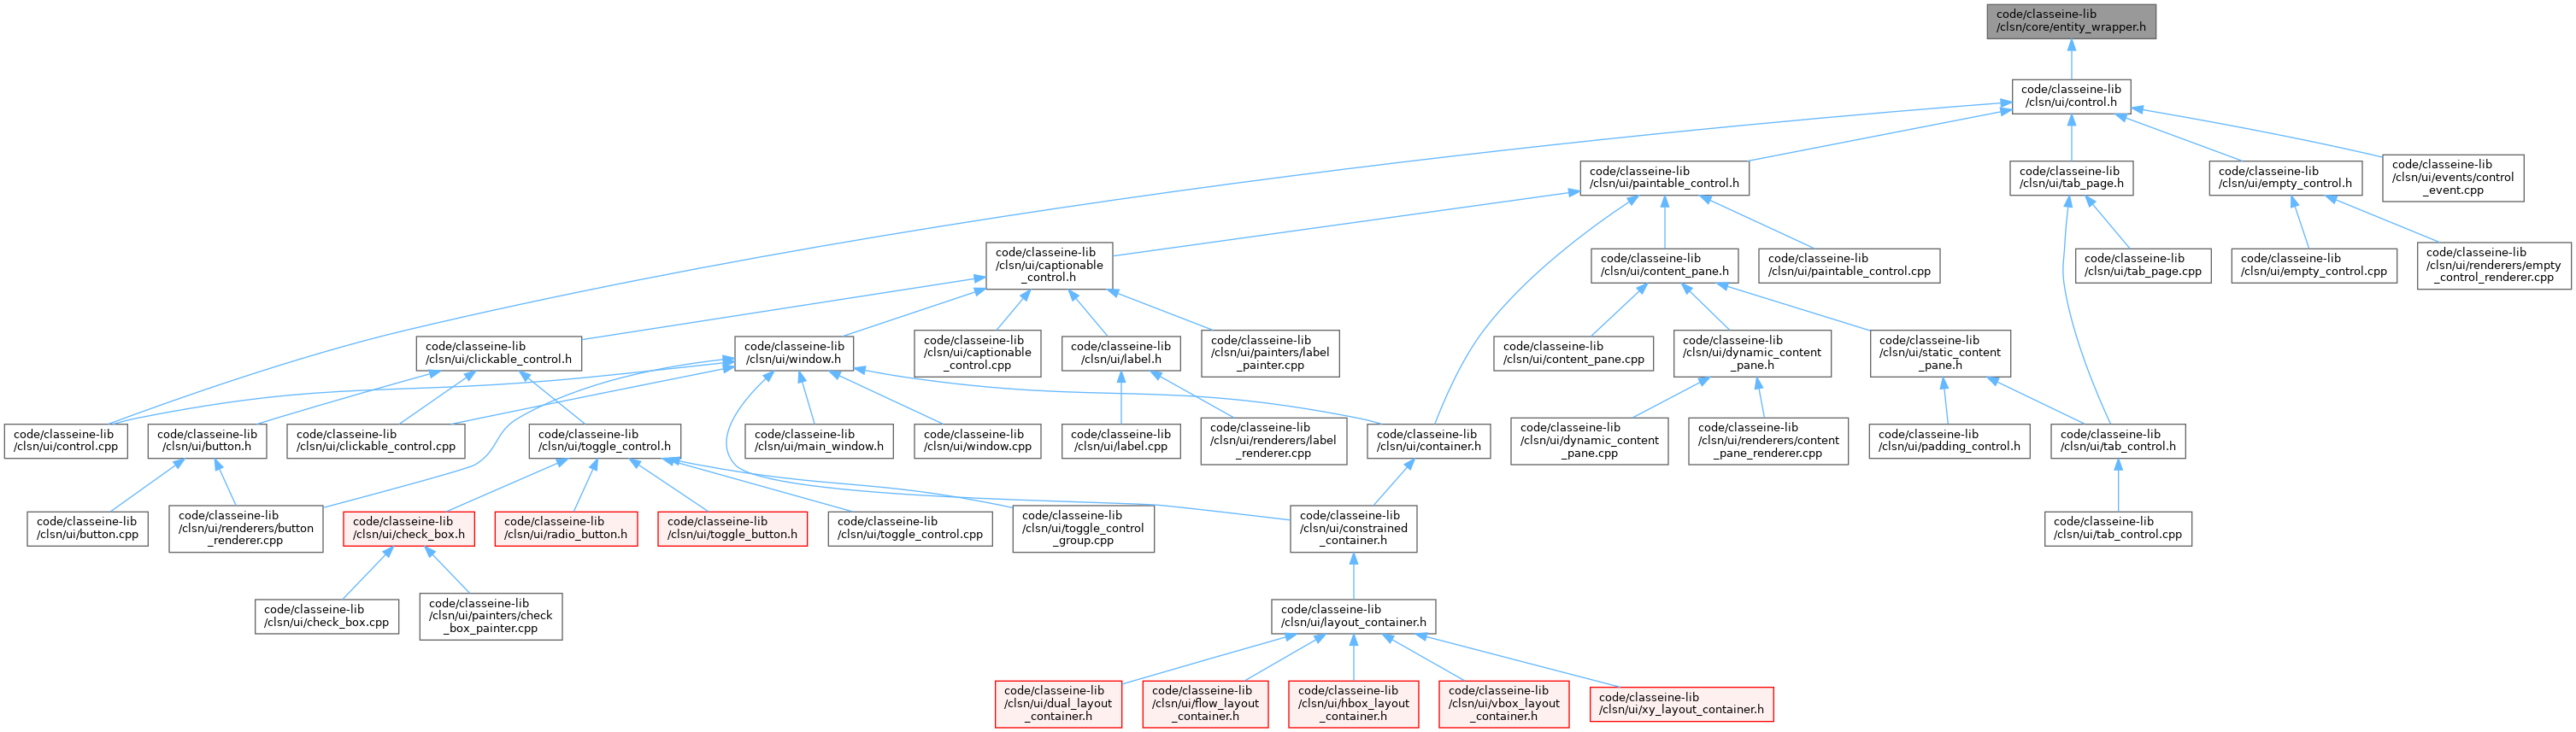 code/classeine-lib
/clsn/core/entity_wrapper.h
code/classeine-lib
/clsn/ui/control.h
code/classeine-lib
/clsn/ui/paintable_control.h
code/classeine-lib
/clsn/ui/tab_page.h
code/classeine-lib
/clsn/ui/empty_control.h
code/classeine-lib
/clsn/ui/events/control
_event.cpp
code/classeine-lib
/clsn/ui/captionable
_control.h
code/classeine-lib
/clsn/ui/content_pane.h
code/classeine-lib
/clsn/ui/paintable_control.cpp
code/classeine-lib
/clsn/ui/tab_page.cpp
code/classeine-lib
/clsn/ui/empty_control.cpp
code/classeine-lib
/clsn/ui/renderers/empty
_control_renderer.cpp
code/classeine-lib
/clsn/ui/clickable_control.h
code/classeine-lib
/clsn/ui/window.h
code/classeine-lib
/clsn/ui/captionable
_control.cpp
code/classeine-lib
/clsn/ui/label.h
code/classeine-lib
/clsn/ui/painters/label
_painter.cpp
code/classeine-lib
/clsn/ui/content_pane.cpp
code/classeine-lib
/clsn/ui/dynamic_content
_pane.h
code/classeine-lib
/clsn/ui/static_content
_pane.h
code/classeine-lib
/clsn/ui/control.cpp
code/classeine-lib
/clsn/ui/button.h
code/classeine-lib
/clsn/ui/clickable_control.cpp
code/classeine-lib
/clsn/ui/toggle_control.h
code/classeine-lib
/clsn/ui/main_window.h
code/classeine-lib
/clsn/ui/window.cpp
code/classeine-lib
/clsn/ui/label.cpp
code/classeine-lib
/clsn/ui/renderers/label
_renderer.cpp
code/classeine-lib
/clsn/ui/container.h
code/classeine-lib
/clsn/ui/dynamic_content
_pane.cpp
code/classeine-lib
/clsn/ui/renderers/content
_pane_renderer.cpp
code/classeine-lib
/clsn/ui/padding_control.h
code/classeine-lib
/clsn/ui/tab_control.h
code/classeine-lib
/clsn/ui/button.cpp
code/classeine-lib
/clsn/ui/renderers/button
_renderer.cpp
code/classeine-lib
/clsn/ui/check_box.h
code/classeine-lib
/clsn/ui/radio_button.h
code/classeine-lib
/clsn/ui/toggle_button.h
code/classeine-lib
/clsn/ui/toggle_control.cpp
code/classeine-lib
/clsn/ui/toggle_control
_group.cpp
code/classeine-lib
/clsn/ui/constrained
_container.h
code/classeine-lib
/clsn/ui/tab_control.cpp
code/classeine-lib
/clsn/ui/check_box.cpp
code/classeine-lib
/clsn/ui/painters/check
_box_painter.cpp
code/classeine-lib
/clsn/ui/layout_container.h
code/classeine-lib
/clsn/ui/dual_layout
_container.h
code/classeine-lib
/clsn/ui/flow_layout
_container.h
code/classeine-lib
/clsn/ui/hbox_layout
_container.h
code/classeine-lib
/clsn/ui/vbox_layout
_container.h
code/classeine-lib
/clsn/ui/xy_layout_container.h